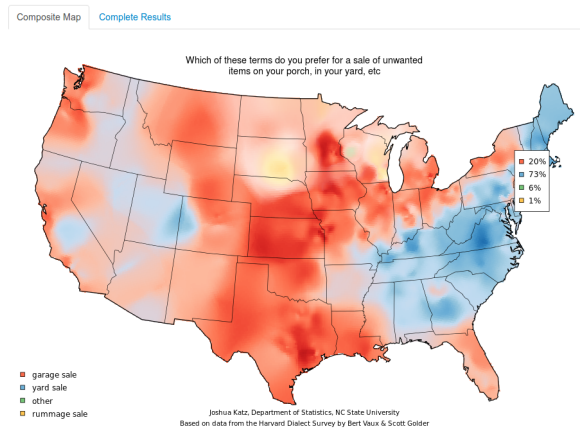 Composite Map Complete Results
Which of these terms do you prefer for a sale of unwanted
items on your porch, in your yard, etc
20%
73%
6%
1%
garage sale
yard sale
other
rummage sale
Joshua Katz, Department of Statistics, NC State University
Based on data from the Harvard Dialect Survey by Bert Vaux & Scott Golder